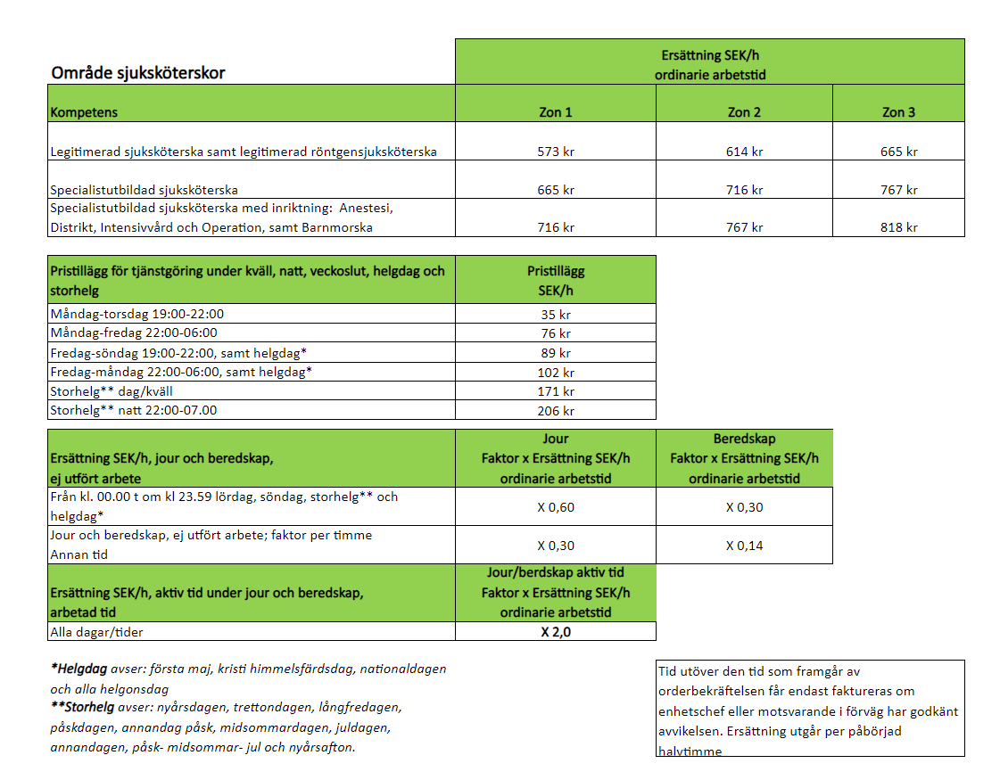 Ersättning SEK/h
ordinarie arbetstid
Område sjuksköterskor
Kompetens Zon 1 Zon 2 Zon 3
Legitimerad sjuksköterska samt legitimerad röntgensjuksköterska 573 kr 614 kr 665 kr
Specialistutbildad sjuksköterska 665 kr 716 kr 767 kr
Specialistutbildad sjuksköterska med inriktning: Anestesi,
Distrikt, Intensivvård och Operation, samt Barnmorska 716 kr 767 kr 818 kr
Pristillägg för tjänstgöring under kväll, natt, veckoslut, helgdag och
storhelg
Pristillägg
SEK/h
Måndag-torsdag 19:00-22:00 35 kr
Måndag-fredag 22:00-06:00 76 kr
Fredag-söndag 19:00-22:00, samt helgdag* 89 kr
Fredag-måndag 22:00-06:00, samt helgdag* 102 kr
Storhelg** dag/kväll 171 kr
Storhelg** natt 22:00-07.00 206 kr
Ersättning SEK/h, jour och beredskap,
ej utfört arbete
Jour
Faktor x Ersättning SEK/h
ordinarie arbetstid
Beredskap
Faktor x Ersättning SEK/h
ordinarie arbetstid
Från kl. 00.00 t om kl 23.59 lördag, söndag, storhelg** och
helgdag*
X 0,60 X 0,30
Jour och beredskap, ej utfört arbete; faktor per timme
Annan tid
X 0,30 X 0,14
Ersättning SEK/h, aktiv tid under jour och beredskap,
arbetad tid
Jour/berdskap aktiv tid
Faktor x Ersättning SEK/h
ordinarie arbetstid
Alla dagar/tider X 2,0
*Helgdag avser: första maj, kristi himmelsfärdsdag, nationaldagen
och alla helgonsdag
**Storhelg avser: nyårsdagen, trettondagen, långfredagen,
påskdagen, annandag påsk, midsommardagen, juldagen,
annandagen, påsk- midsommar- jul och nyårsafton.
Tid utöver den tid som framgår av
orderbekräftelsen får endast faktureras om
enhetschef eller motsvarande i förväg har godkänt
avvikelsen. Ersättning utgår per påbörjad
halvtimme